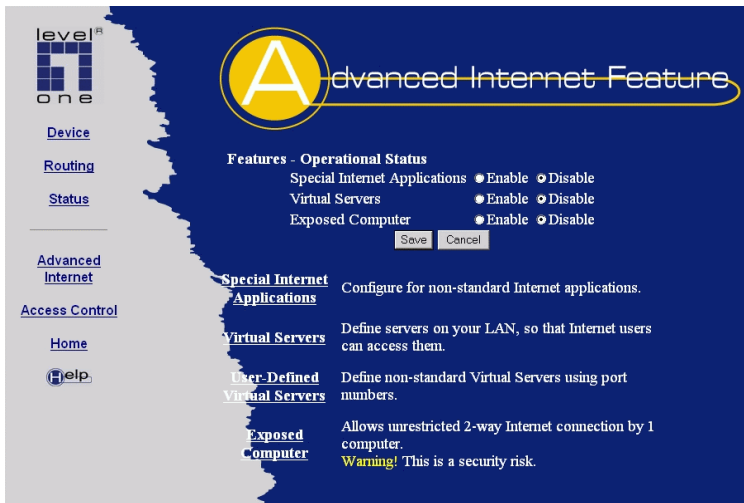 level®
one
Device
Routing
Status
Advanced
Internet
Access Control
Home
Help
Advanced Internet Feature
Features - Operational Status
Special Internet Applications Enable Disable
Virtual Servers Enable Disable
Exposed Computer Enable Disable
Save Cancel
Special Internet
Applications
Configure for non-standard Internet applications.
Virtual Servers
Define servers on your LAN, so that Internet users
can access them.
User-Defined
Virtual Servers
Define non-standard Virtual Servers using port
numbers.
Exposed
Computer
Allows unrestricted 2-way Internet connection by 1
computer.
Warning! This is a security risk.